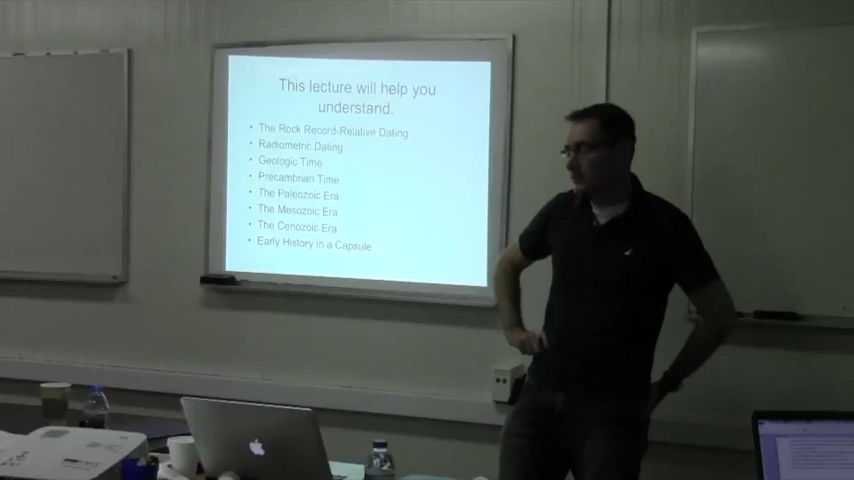 This lecture will help you
understand:
• The Rock Record-Relative Dating
• Radiometric Dating
• Geologic Time
• Precambrian Time
• The Paleozoic Era
• The Mesozoic Era
• The Cenozoic Era
• Early History in a Capsule